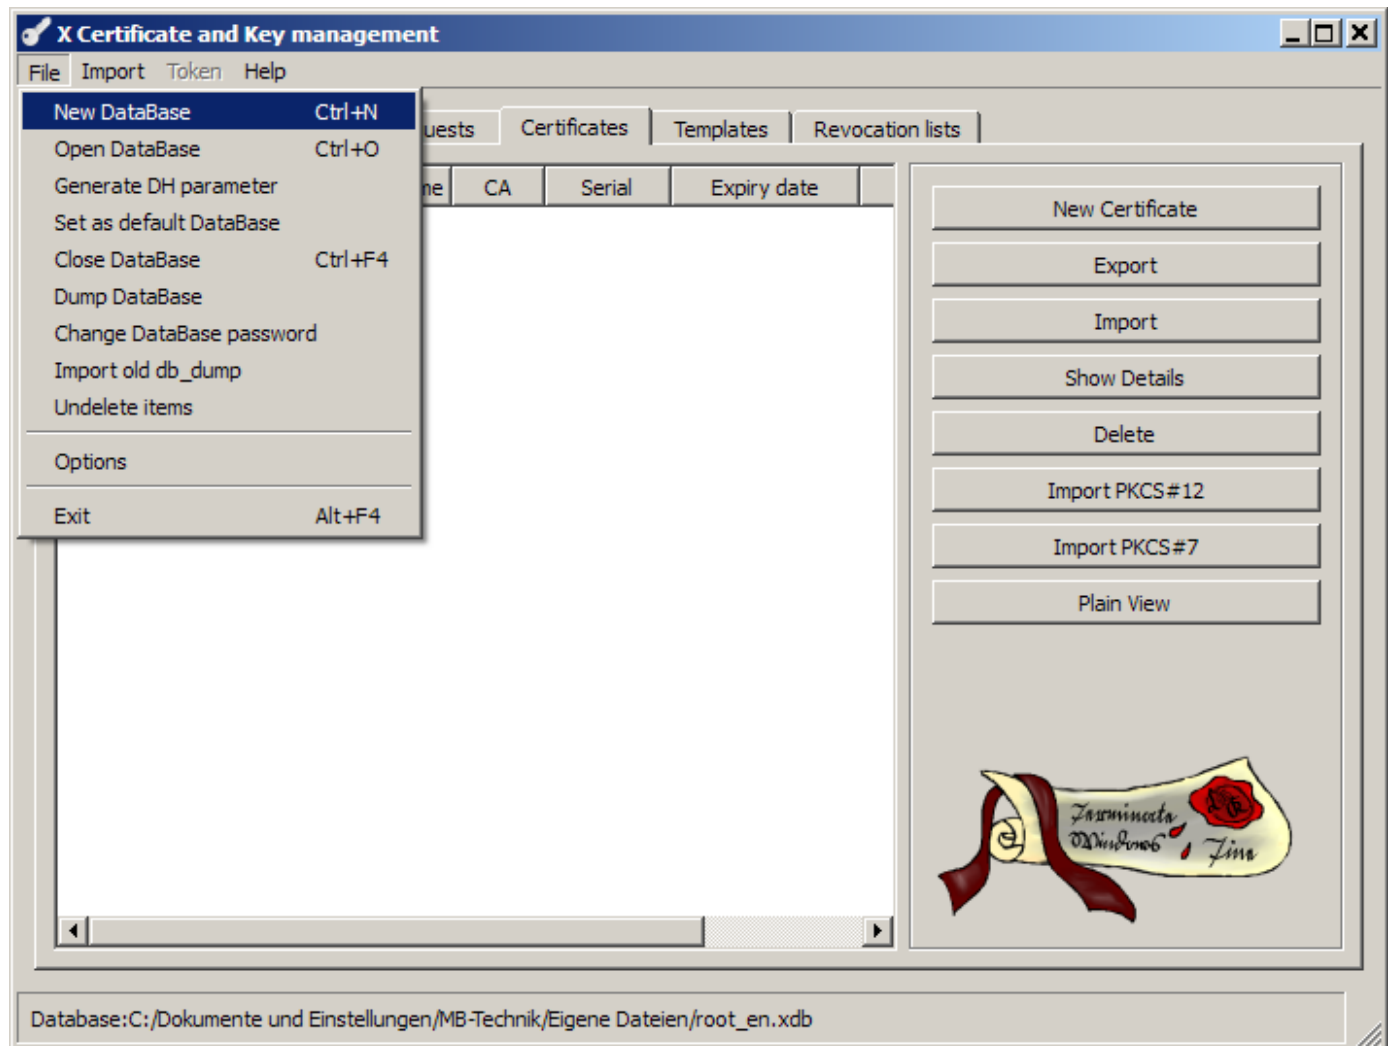 X Certificate and Key management
File Import Token Help
New DataBase Ctrl+N
Open DataBase Ctrl+O
Generate DH parameter
Set as default DataBase
Close DataBase Ctrl+F4
Dump DataBase
Change DataBase password
Import old db_dump
Undelete items
Options
Exit Alt+F4
uests Certificates Templates Revocation lists
me CA Serial Expiry date
New Certificate
Export
Import
Show Details
Delete
Import PKCS#12
Import PKCS#7
Plain View
Database:C:/Dokumente und Einstellungen/MB-Technik/Eigene Dateien/root_en.xdb